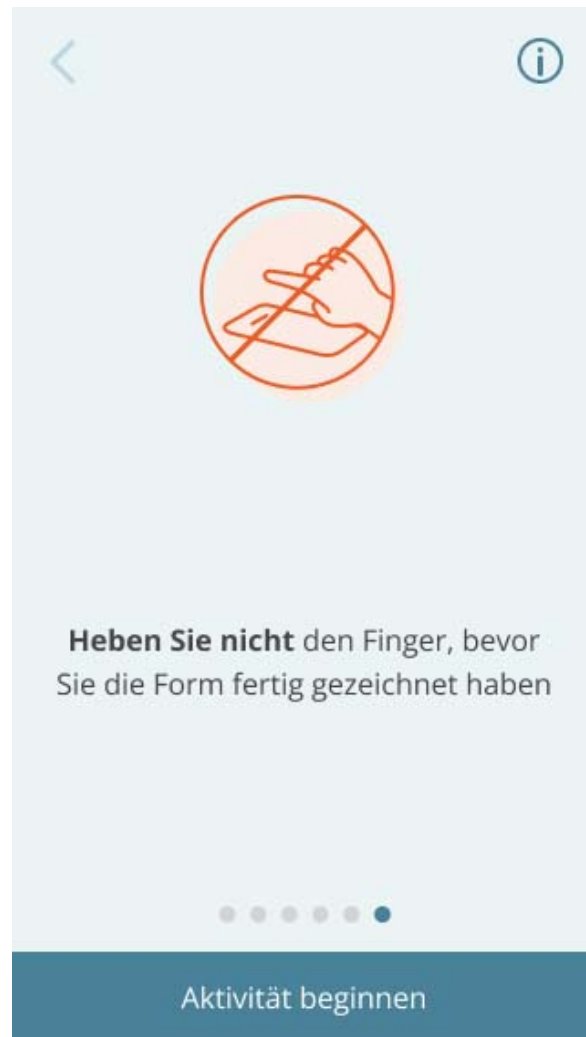 Heben Sie nicht den Finger, bevor
Sie die Form fertig gezeichnet haben
Aktivität beginnen